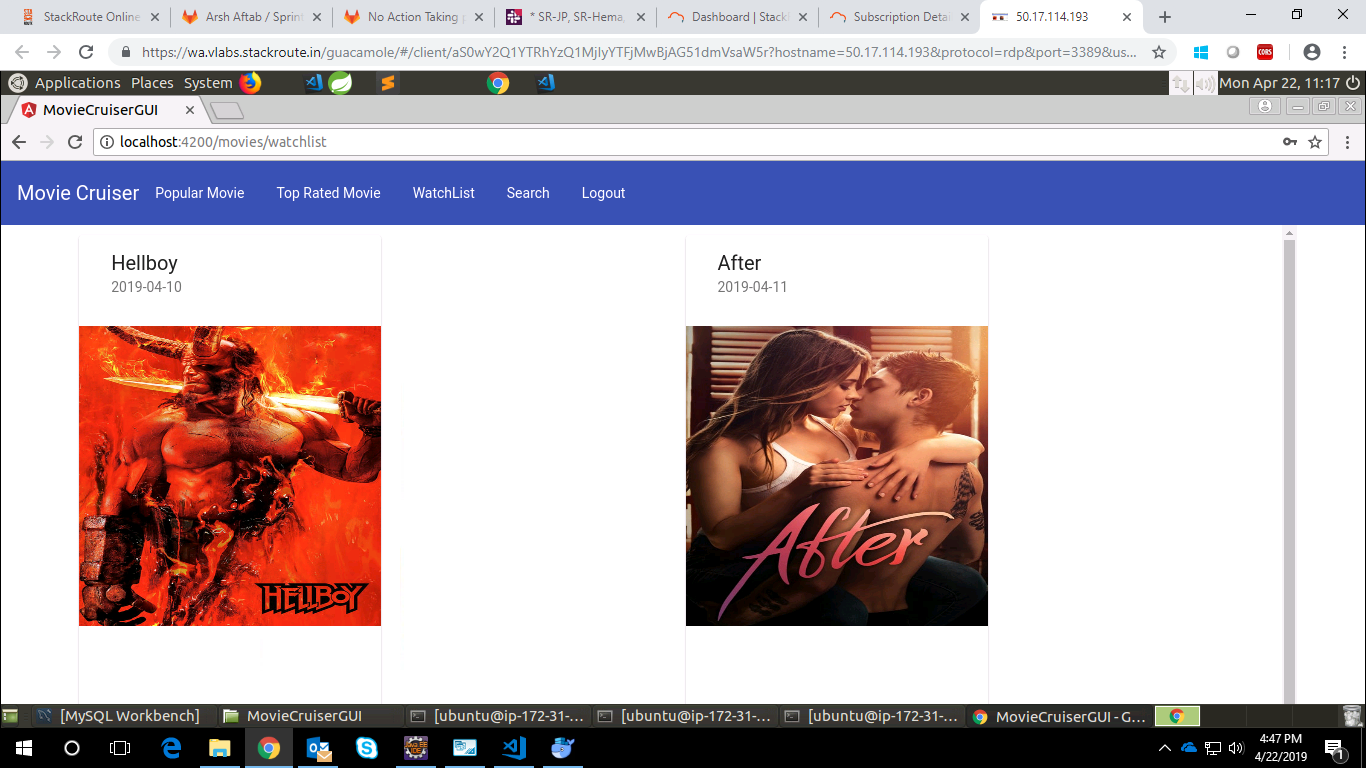 StackRoute Online
Arsh Aftab / Sprint
No Action Taking p
* SR-JP, SR-Hema,
Dashboard | Stack
Subscription Detai
50.17.114.193
https://wa.vlabs.stackroute.in/guacamole/#/client/aS0wY2Q1YTRhYzQ1MjIyYTFjMwBjAG51dmVsaW5r?hostname=50.17.114.193&protocol=rdp&port=3389&us...
CORS
Applications Places System
Mon Apr 22, 11:17
MovieCruiserGUI
localhost:4200/movies/watchlist
Movie Cruiser Popular Movie Top Rated Movie WatchList Search Logout
Hellboy
2019-04-10
HELLBOY
After
2019-04-11
After
[MySQL Workbench]
MovieCruiserGUI
[ubuntu@ip-172-31-...
[ubuntu@ip-172-31-...
[ubuntu@ip-172-31-...
MovieCruiserGUI - G...
4:47 PM
4/22/2019
1